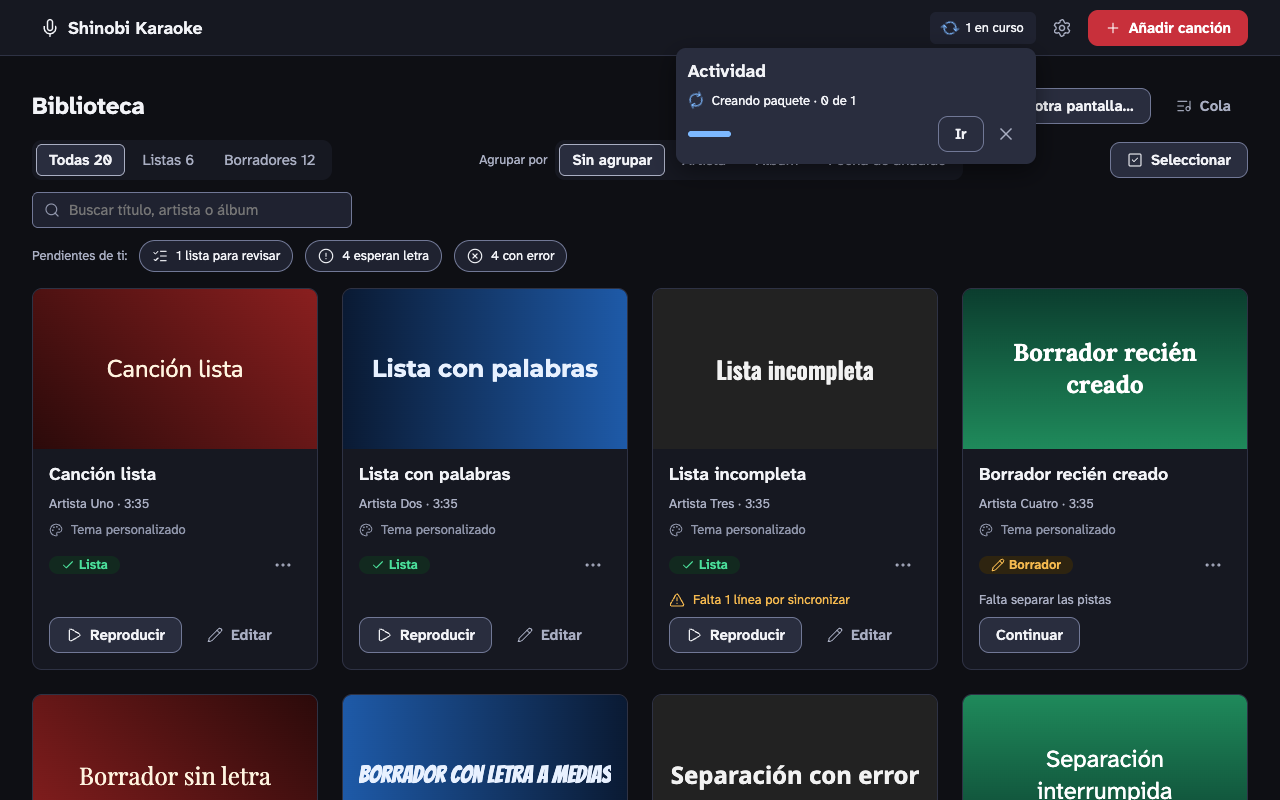 Shinobi Karaoke
1 en curso
Añadir canción
Actividad
Creando paquete · 0 de 1
Ir
Biblioteca
otra pantalla...
Cola
Todas 20
Listas 6
Borradores 12
Agrupar por
Sin agrupar
Seleccionar
Buscar título, artista o álbum
Pendientes de ti:
1 lista para revisar
4 esperan letra
4 con error
Canción lista
Lista con palabras
Lista incompleta
Borrador recién
creado
Canción lista
Artista Uno · 3:35
Tema personalizado
Lista
Reproducir
Editar
Lista con palabras
Artista Dos · 3:35
Tema personalizado
Lista
Reproducir
Editar
Lista incompleta
Artista Tres · 3:35
Tema personalizado
Lista
Falta 1 línea por sincronizar
Reproducir
Editar
Borrador recién creado
Artista Cuatro · 3:35
Tema personalizado
Borrador
Falta separar las pistas
Continuar
Borrador sin letra
BORRADOR CON LETRA A MEDIAS
Separación con error
Separación
interrumpida